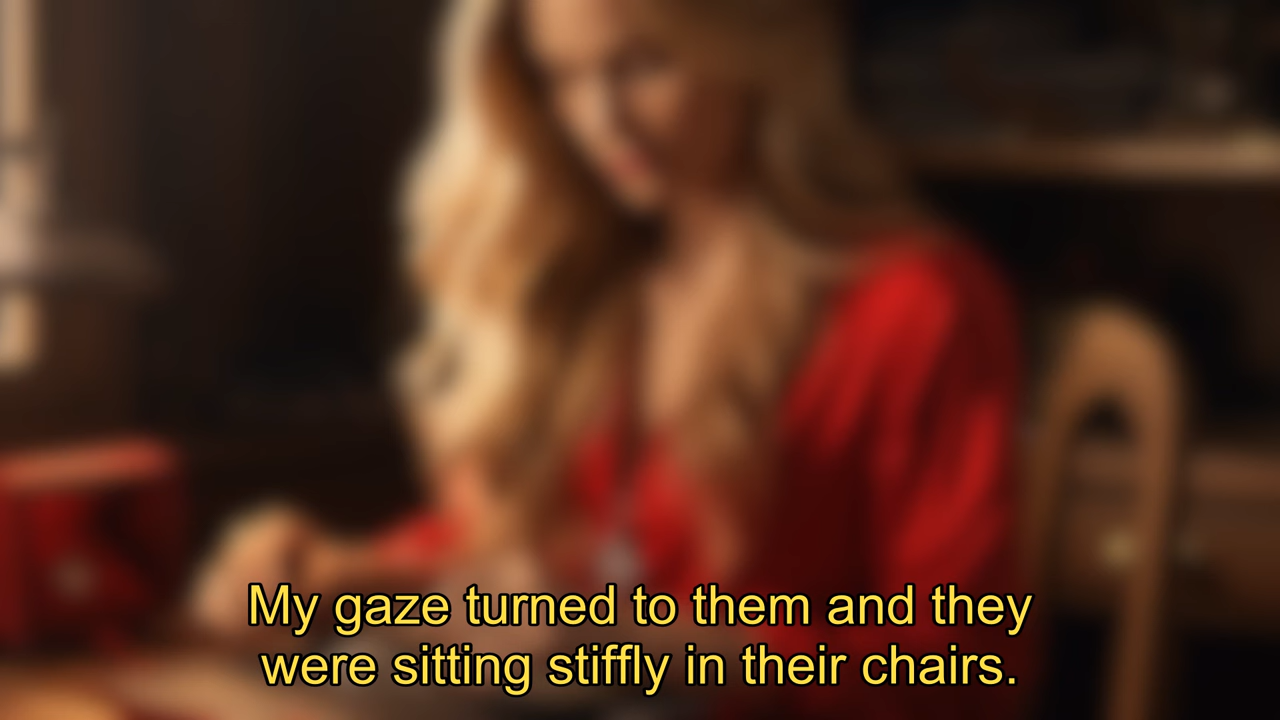 My gaze turned to them and they
were sitting stiffly in their chairs.